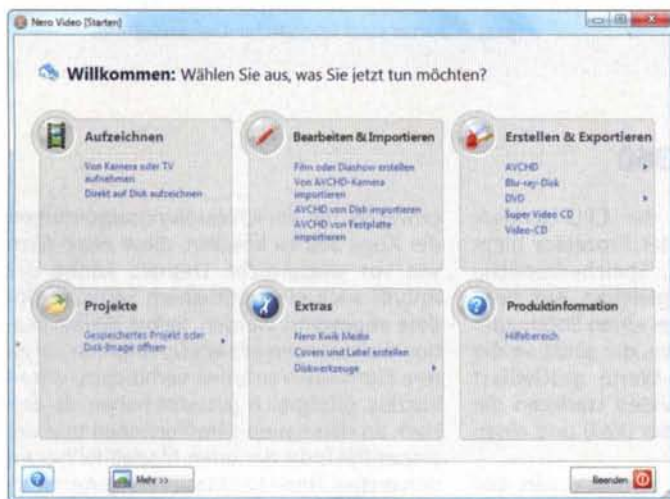 Nero Video [Starten]
Willkommen: Wählen Sie aus, was Sie jetzt tun möchten?
Aufzeichnen
Von Kamera oder TV
aufnehmen
Direkt auf Disk aufzeichnen
Bearbeiten & Importieren
Film oder Diashow erstellen
Von AVCHD-Kamera
importieren
AVCHD von Disk importieren
AVCHD von Festplatte
importieren
Erstellen & Exportieren
AVCHD
Blu-ray-Disk
DVD
Super Video CD
Video-CD
Projekte
Gespeichertes Projekt oder
Disk-Image öffnen
Extras
Nero Kwik Media
Covers und Label erstellen
Diskwerkzeuge
Produktinformation
Hilfebereich
Mehr >>
Beenden